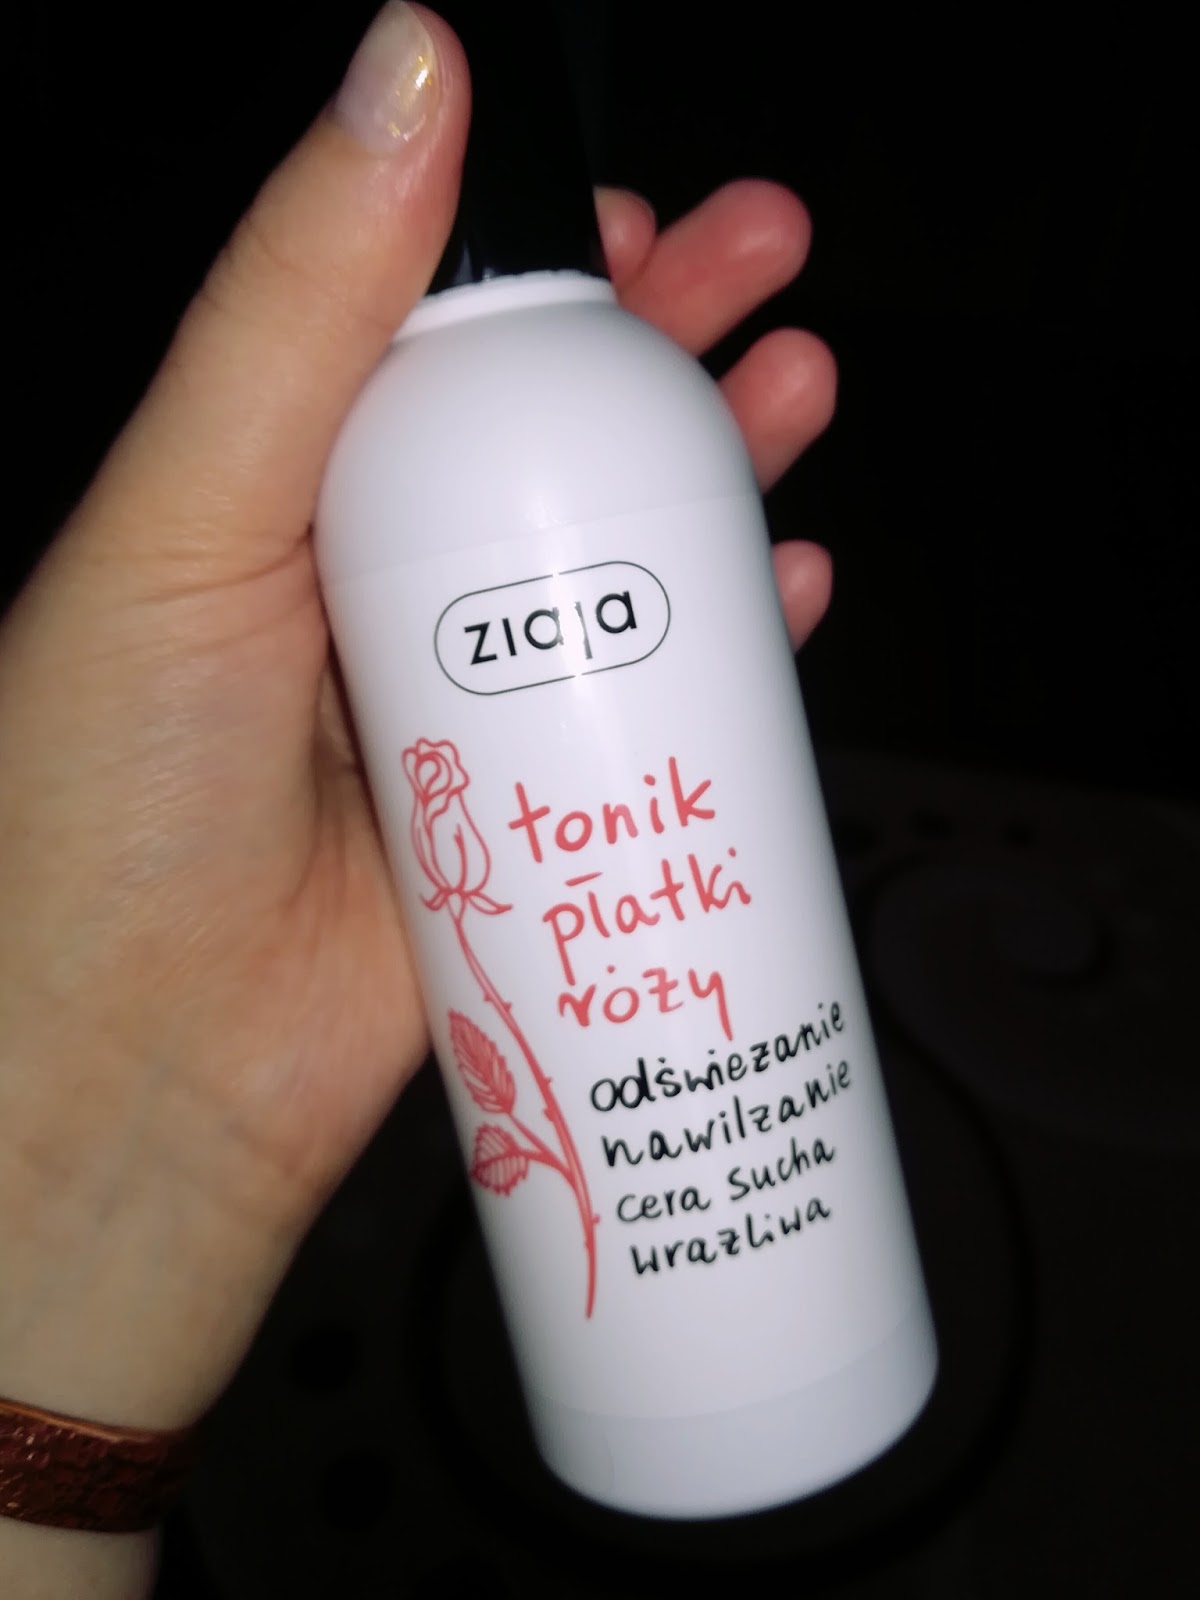 ziaja
tonik
płatki
róży
odświeżanie
nawilżanie
cera sucha
wrażliwa